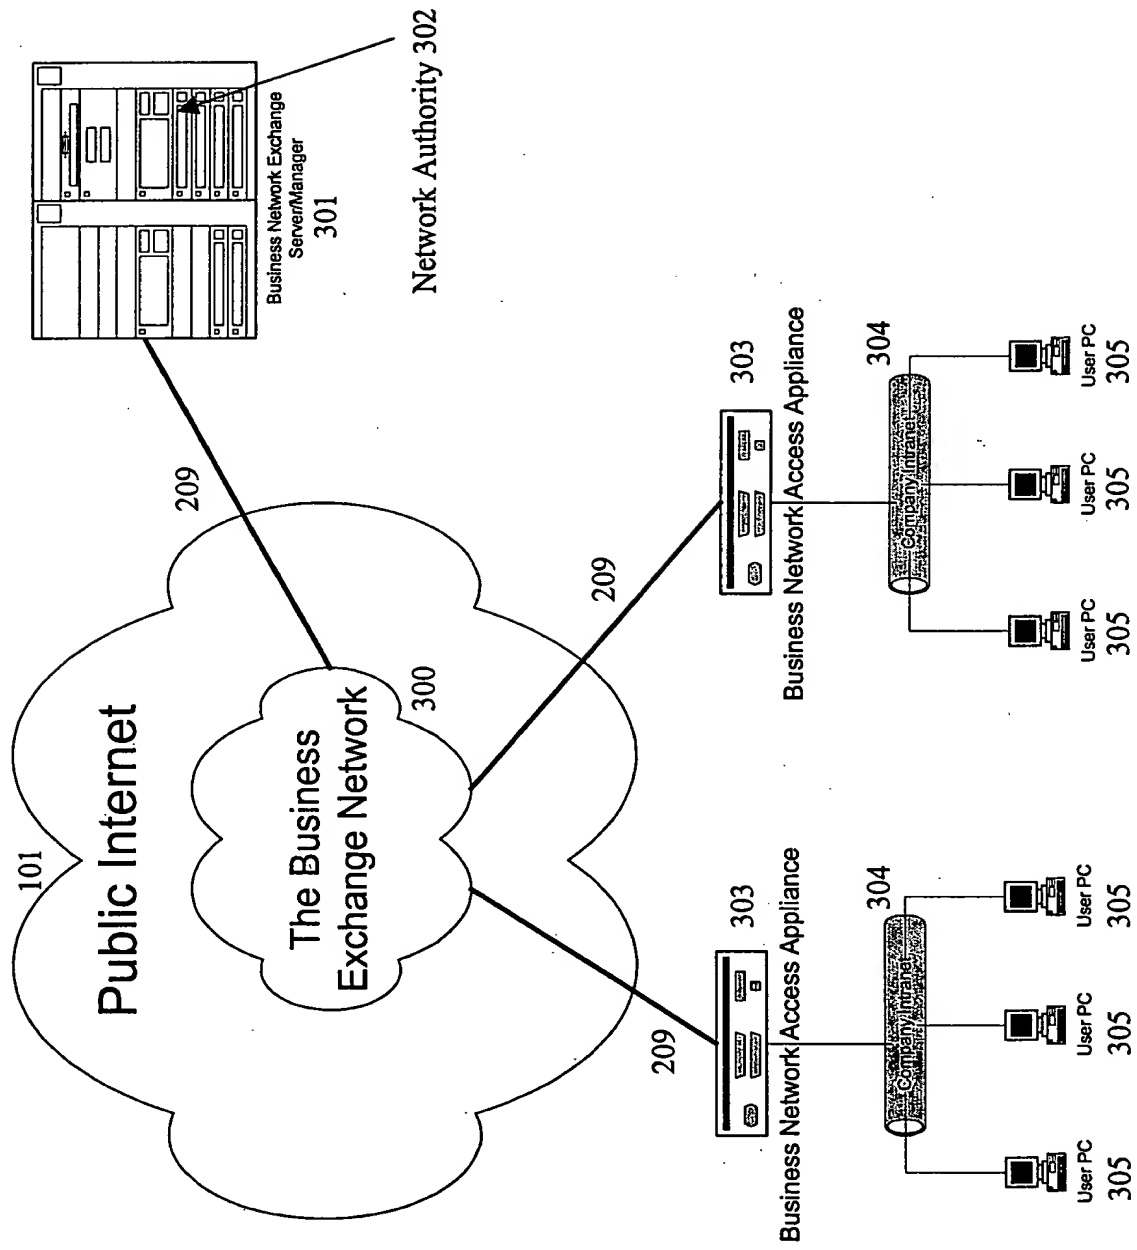 101
Public Internet
The Business
Exchange Network
300
209
209
209
Business Network Exchange
Server/Manager
301
Network Authority 302
303
Business Network Access Appliance
304
Company Intranet
User PC
305
User PC
305
User PC
305
303
Business Network Access Appliance
304
Company Intranet
User PC
305
User PC
305
User PC
305